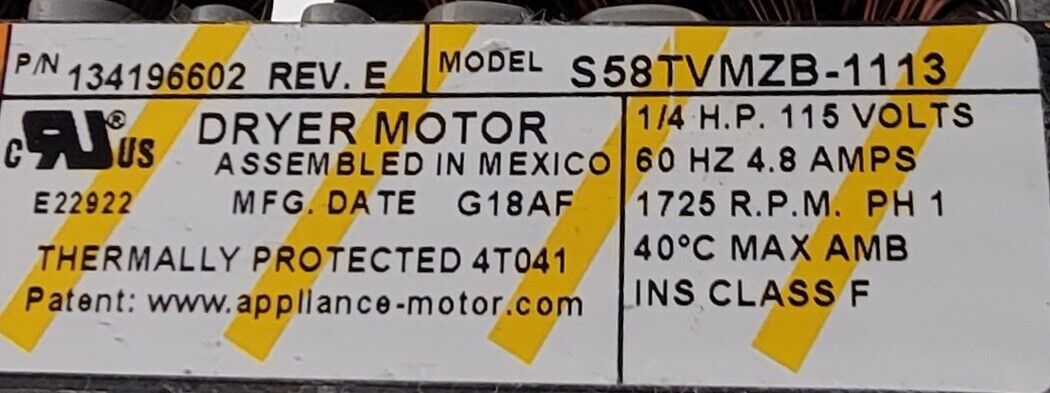 P/N 134196602 REV. E
MODEL S58TVMZB-1113
C RU® US
E22922
DRYER MOTOR
ASSEMBLED IN MEXICO
MFG. DATE G18AF
THERMALLY PROTECTED 4T041
Patent: www.appliance-motor.com
1/4 H.P. 115 VOLTS
60 HZ 4.8 AMPS
1725 R.P.M. PH 1
40°C MAX AMB
INS CLASS F